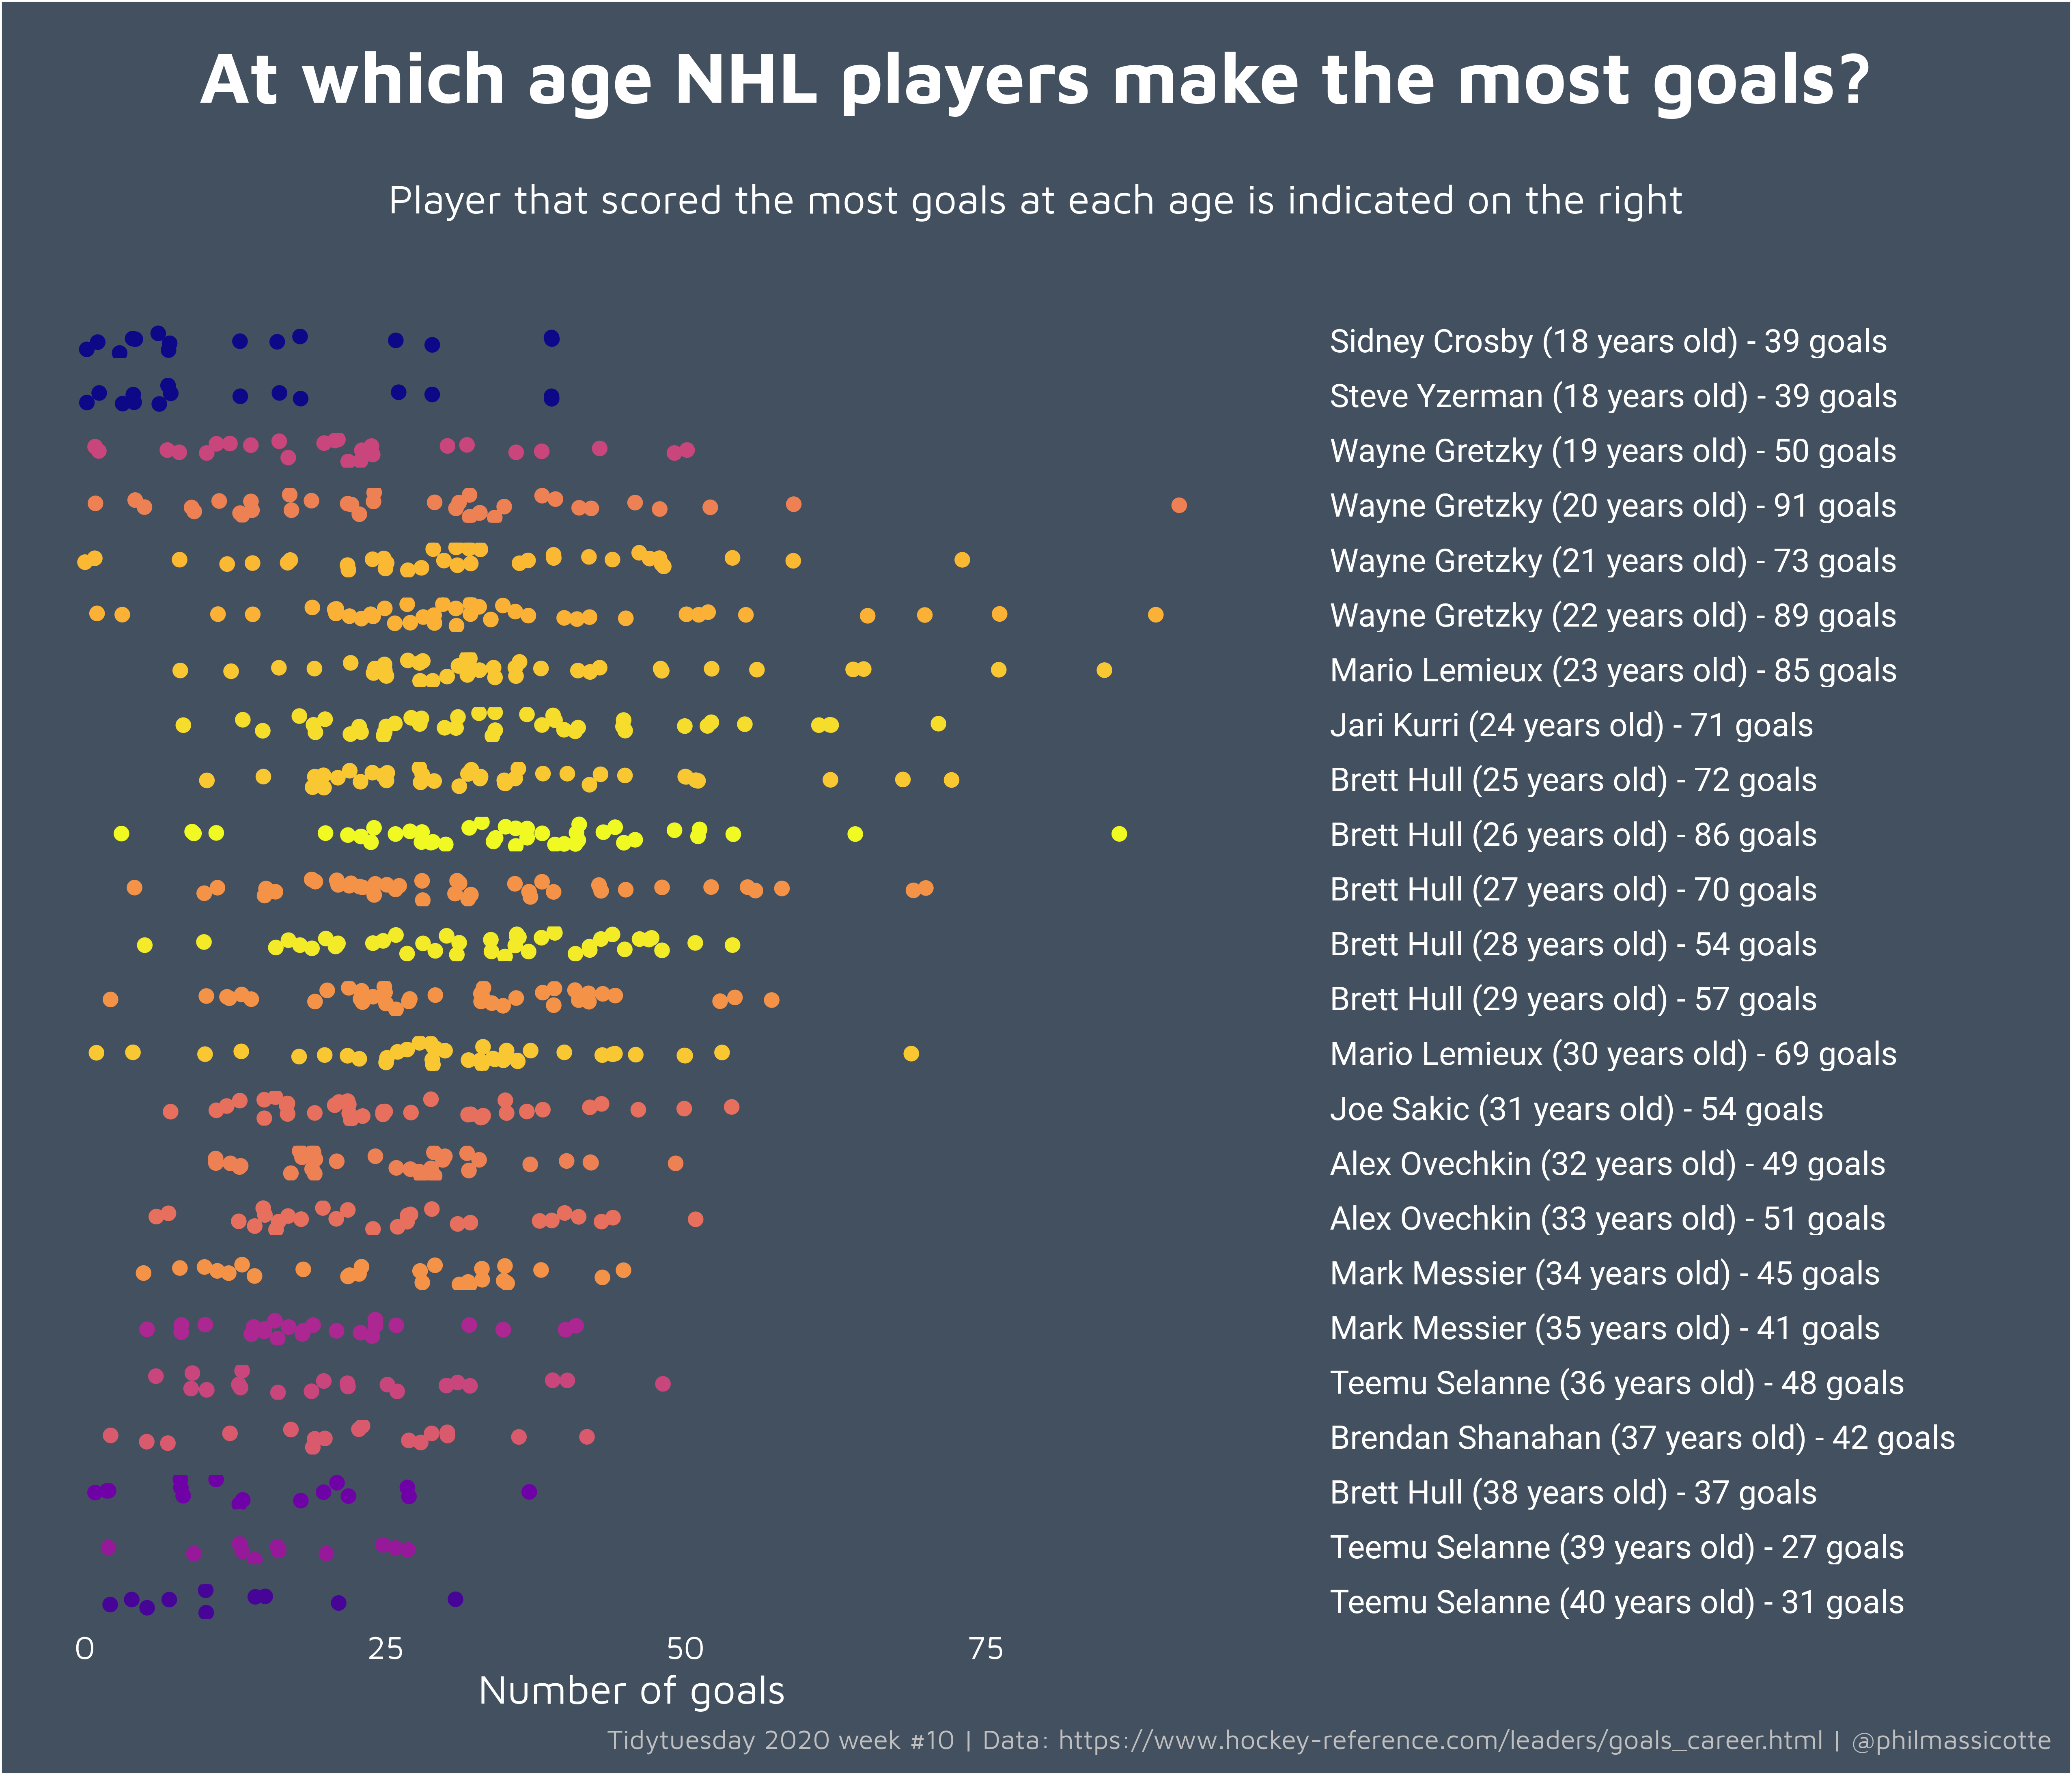 At which age NHL players make the most goals?
Player that scored the most goals at each age is indicated on the right
Sidney Crosby (18 years old) - 39 goals
Steve Yzerman (18 years old) - 39 goals
Wayne Gretzky (19 years old) - 50 goals
Wayne Gretzky (20 years old) - 91 goals
Wayne Gretzky (21 years old) - 73 goals
Wayne Gretzky (22 years old) - 89 goals
Mario Lemieux (23 years old) - 85 goals
Jari Kurri (24 years old) - 71 goals
Brett Hull (25 years old) - 72 goals
Brett Hull (26 years old) - 86 goals
Brett Hull (27 years old) - 70 goals
Brett Hull (28 years old) - 54 goals
Brett Hull (29 years old) - 57 goals
Mario Lemieux (30 years old) - 69 goals
Joe Sakic (31 years old) - 54 goals
Alex Ovechkin (32 years old) - 49 goals
Alex Ovechkin (33 years old) - 51 goals
Mark Messier (34 years old) - 45 goals
Mark Messier (35 years old) - 41 goals
Teemu Selanne (36 years old) - 48 goals
Brendan Shanahan (37 years old) - 42 goals
Brett Hull (38 years old) - 37 goals
Teemu Selanne (39 years old) - 27 goals
Teemu Selanne (40 years old) - 31 goals
0 25 50 75
Number of goals
Tidytuesday 2020 week #10 | Data: https://www.hockey-reference.com/leaders/goals_career.html | @philmassicotte